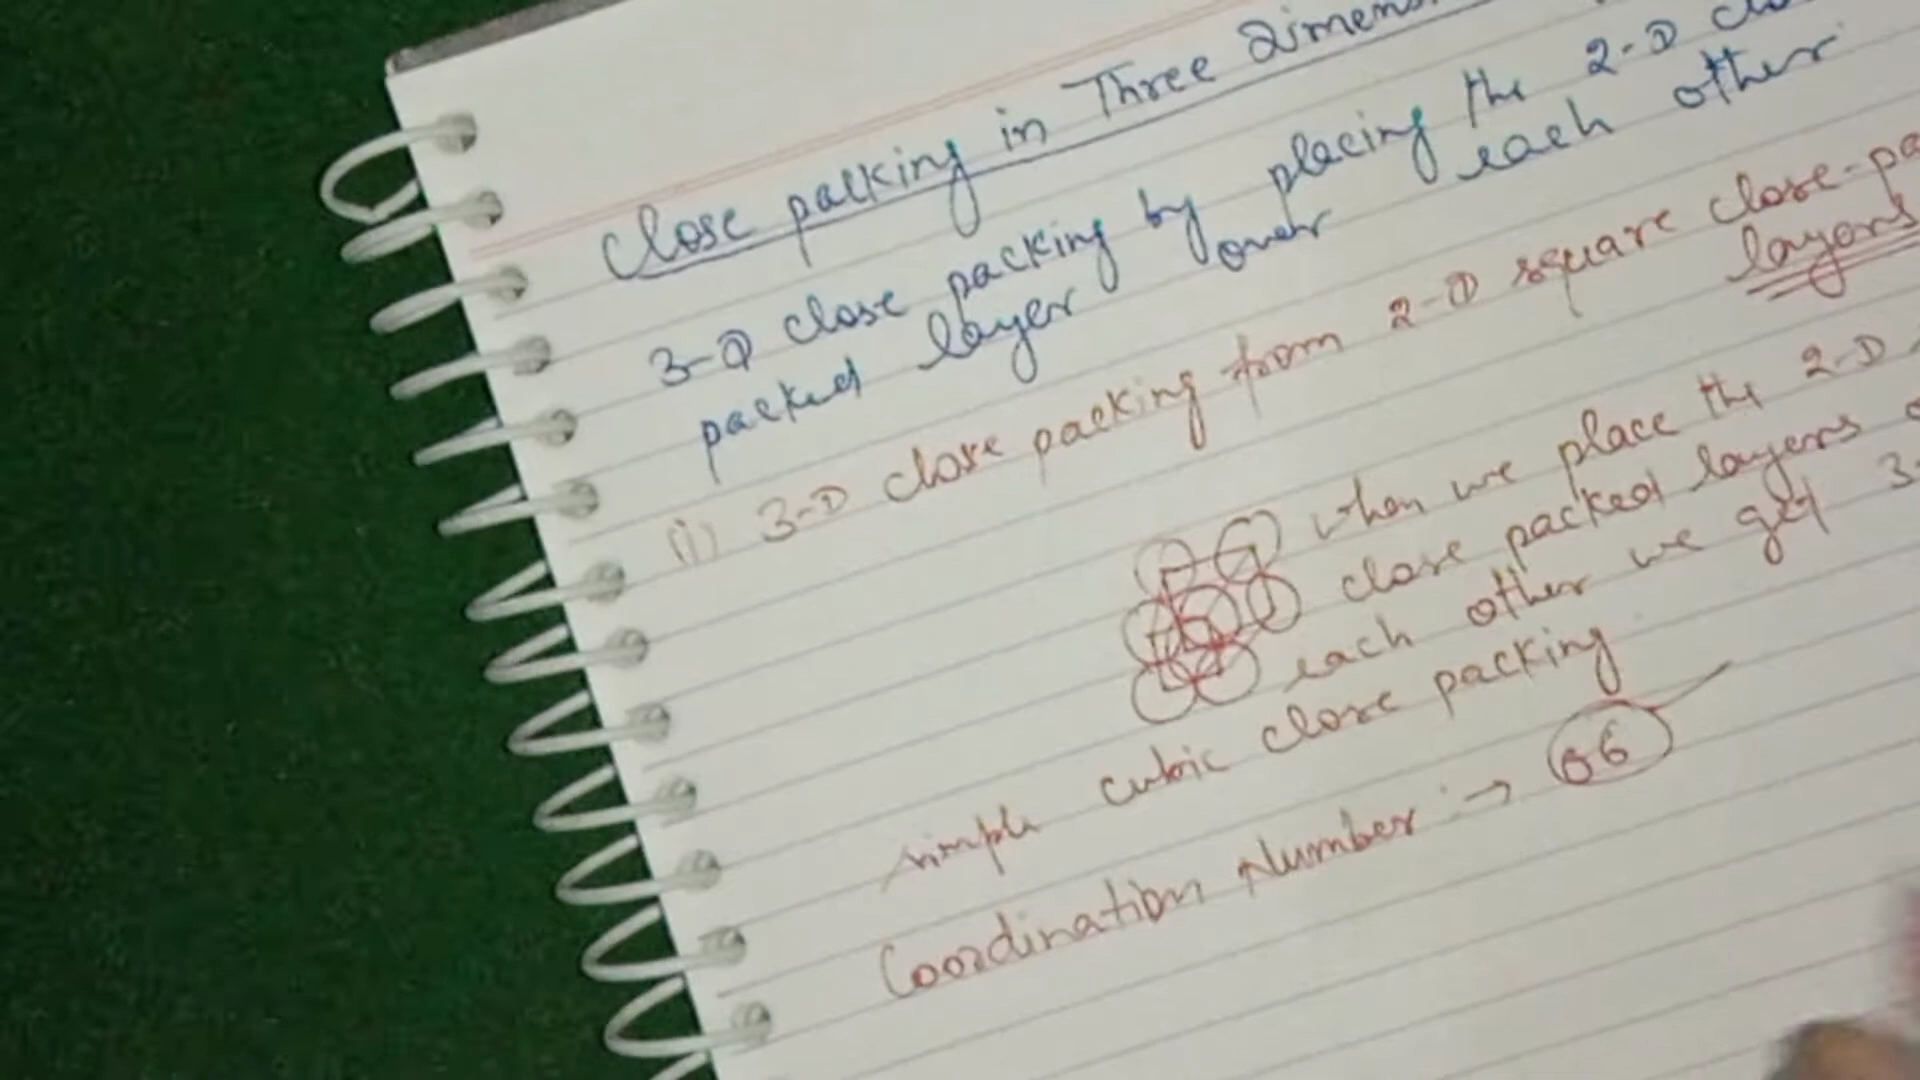 Close packing in Three Dimens
3-D close packing by placing the 2-D clo
packed layer over each other
(i) 3-D close packing from 2-D square close-pa
layers
when we place the 2-D
close packed layers
each other we get 3-
simple cubic close packing
Coordination Number :→ 06